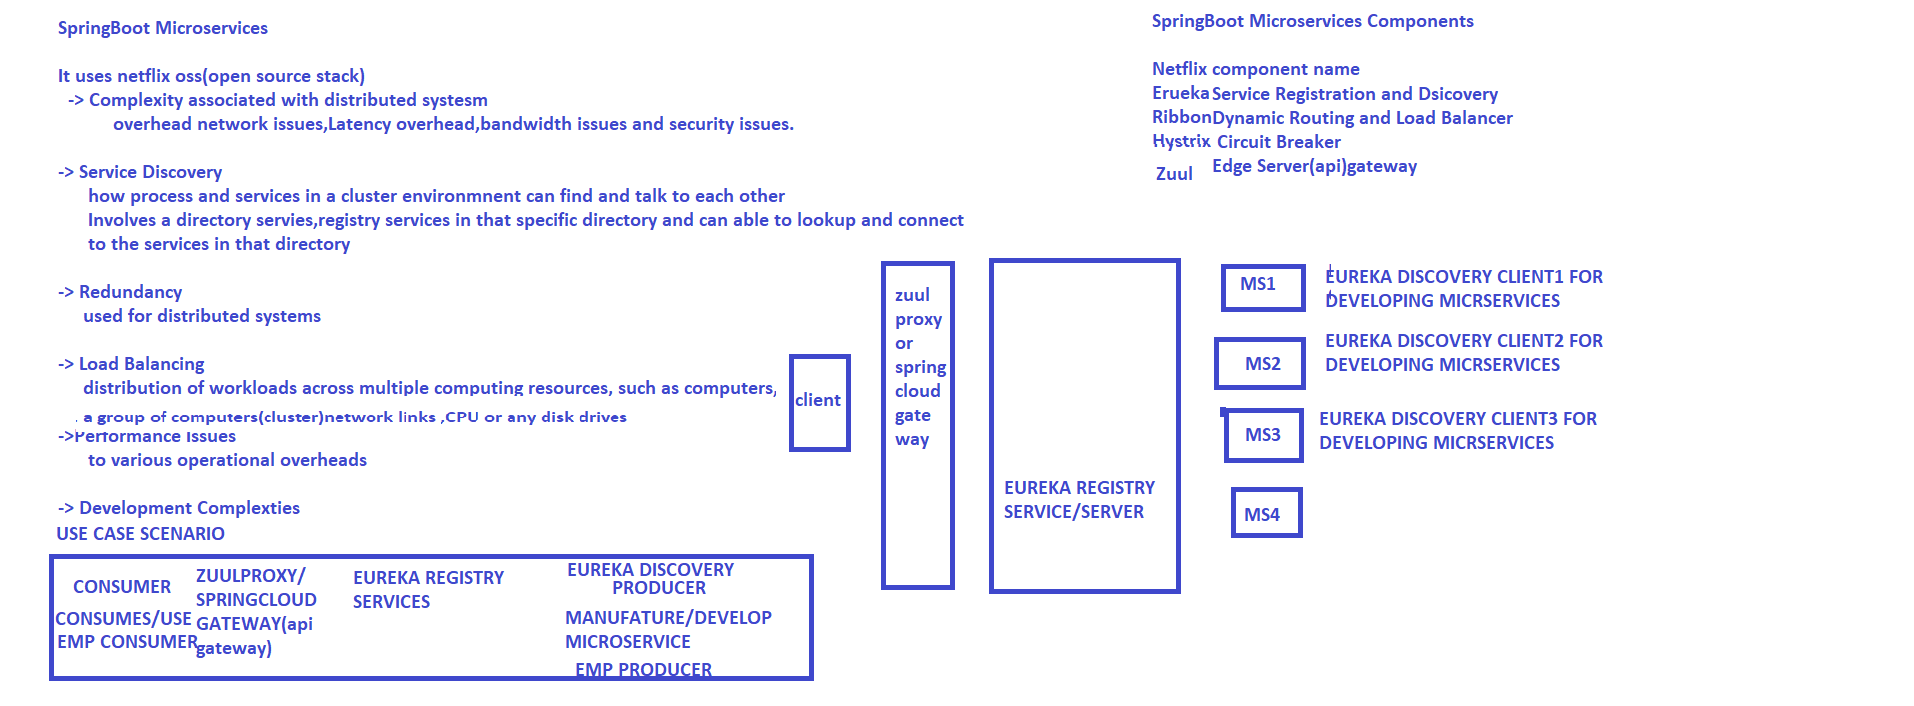 SpringBoot Microservices
It uses netflix oss(open source stack)
-> Complexity associated with distributed systesm
overhead network issues,Latency overhead,bandwidth issues and security issues.
-> Service Discovery
how process and services in a cluster environmnent can find and talk to each other
Involves a directory servies,registry services in that specific directory and can able to lookup and connect
to the services in that directory
-> Redundancy
used for distributed systems
-> Load Balancing
distribution of workloads across multiple computing resources, such as computers,
a group of computers(cluster)network links ,CPU or any disk drives
->Performance Issues
to various operational overheads
-> Development Complexties
USE CASE SCENARIO
CONSUMER
CONSUMES/USE
EMP CONSUMER
ZUULPROXY/
SPRINGCLOUD
GATEWAY(api
gateway)
EUREKA REGISTRY
SERVICES
EUREKA DISCOVERY
PRODUCER
MANUFATURE/DEVELOP
MICROSERVICE
EMP PRODUCER
client
zuul
proxy
or
spring
cloud
gate
way
EUREKA REGISTRY
SERVICE/SERVER
SpringBoot Microservices Components
Netflix component name
Erueka Service Registration and Dsicovery
Ribbon Dynamic Routing and Load Balancer
Hystrix Circuit Breaker
Zuul Edge Server(api)gateway
MS1
EUREKA DISCOVERY CLIENT1 FOR
DEVELOPING MICRSERVICES
MS2
EUREKA DISCOVERY CLIENT2 FOR
DEVELOPING MICRSERVICES
MS3
EUREKA DISCOVERY CLIENT3 FOR
DEVELOPING MICRSERVICES
MS4